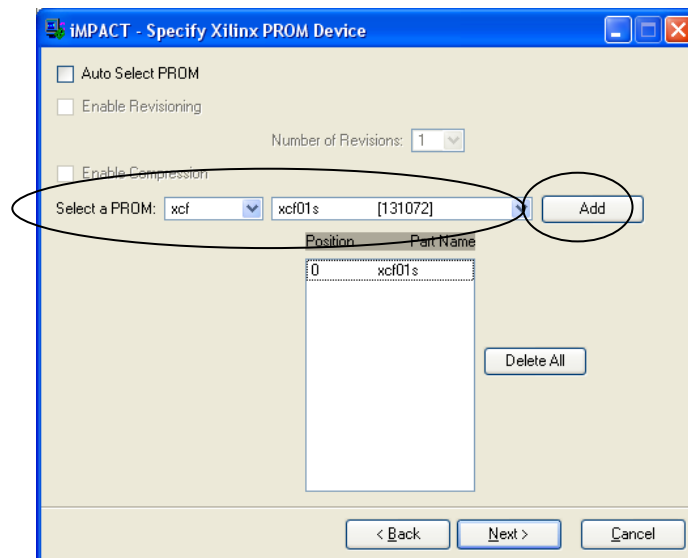 iMPACT - Specify Xilinx PROM Device
Auto Select PROM
Enable Revisioning
Number of Revisions: 1
Enable Compression
Select a PROM: xcf xcf01s [131072] Add
Position Part Name
0 xcf01s
Delete All
< Back Next > Cancel